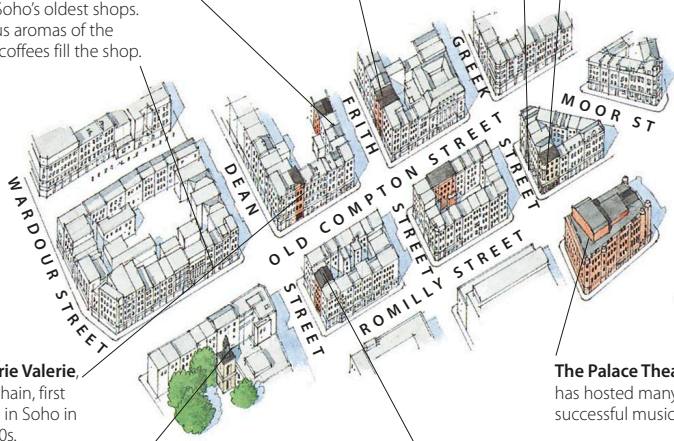 Soho's oldest shops.
us aromas of the
coffees fill the shop.
GREEK
STREET
MOOR ST
FRITH
STREET
DEAN
STREET
OLD COMPTON STREET
WARDOUR STREET
ROMILLY STREET
rie Valerie,
hain, first
in Soho in
0s.
The Palace Thea
has hosted many
successful music